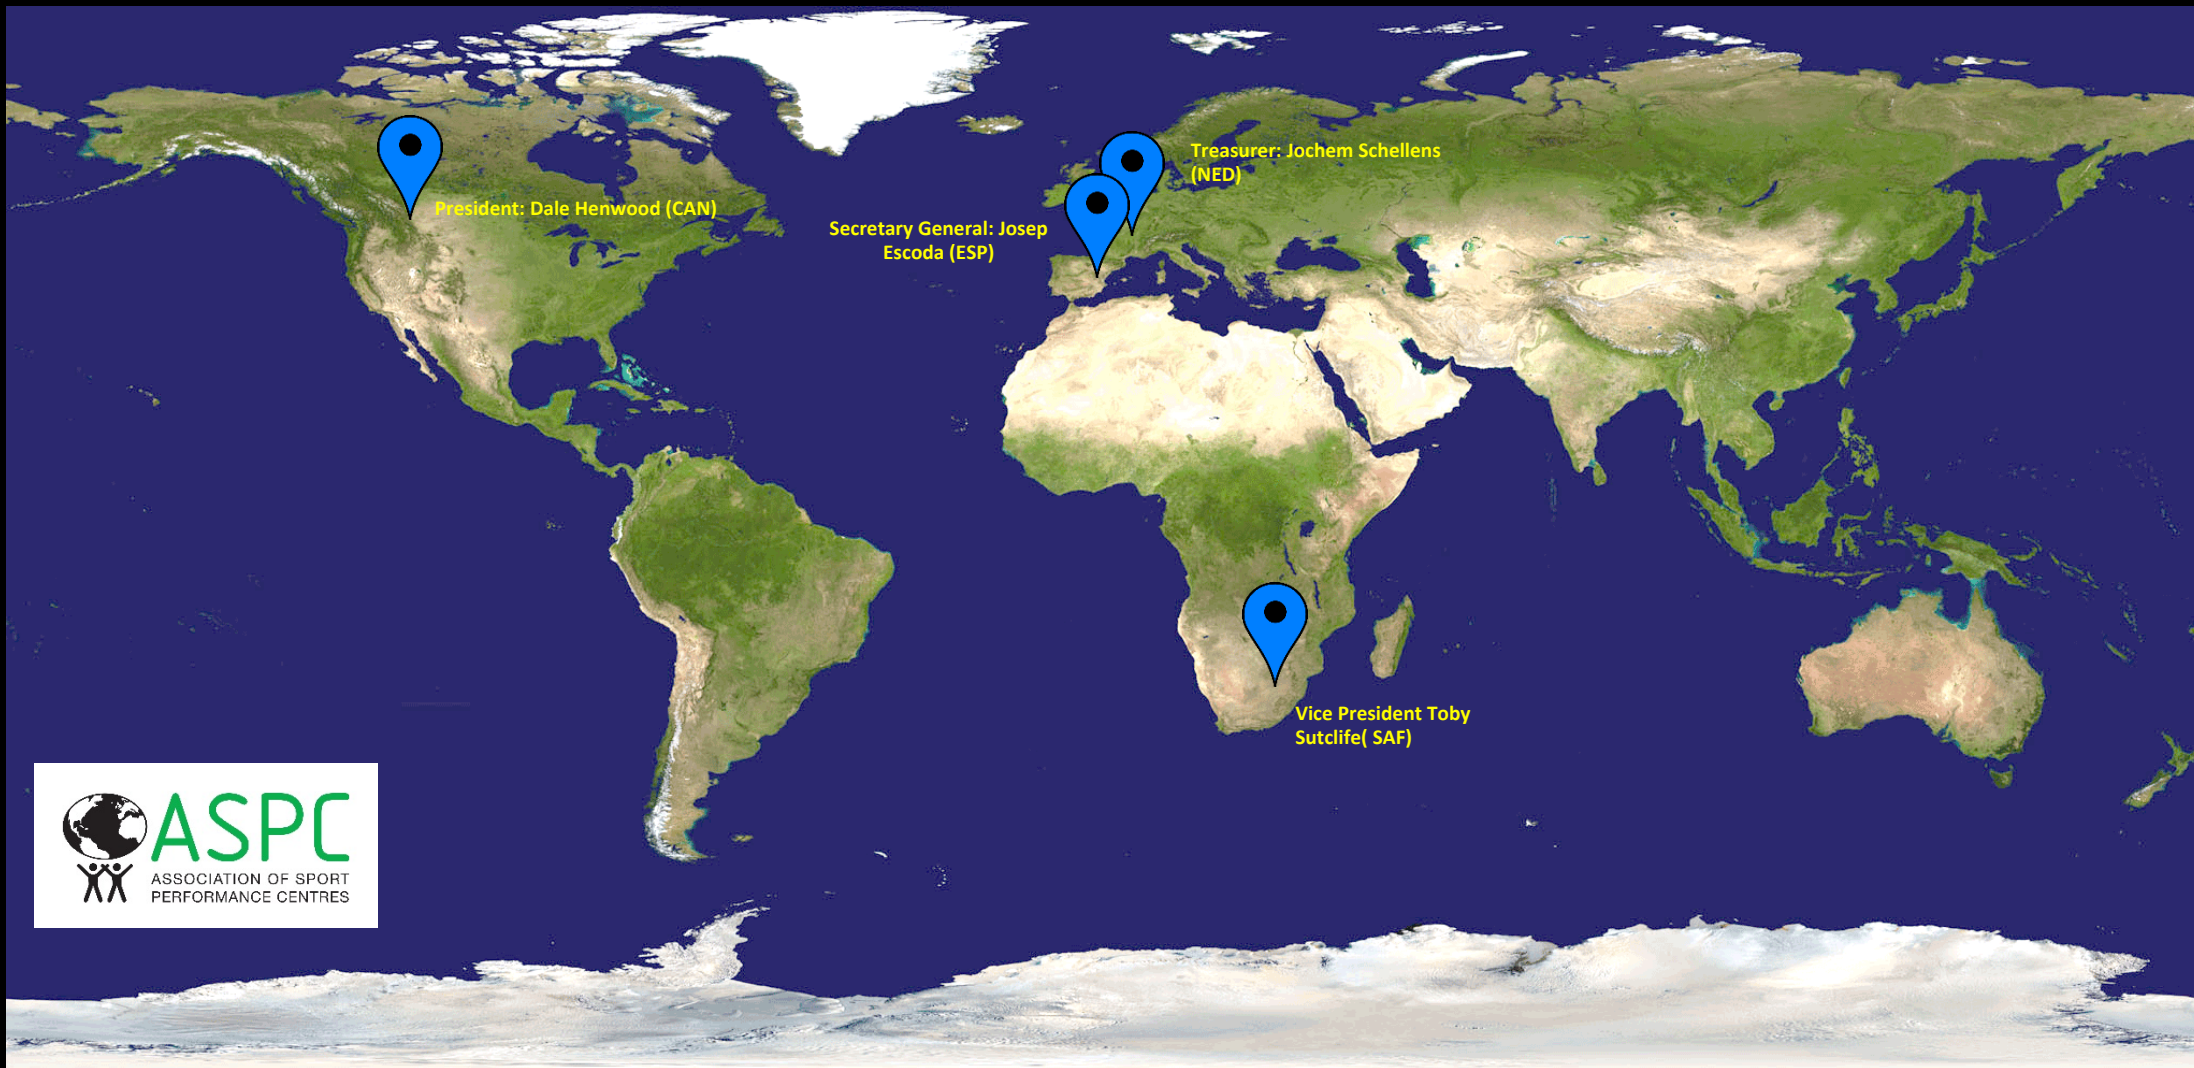 Treasurer: Jochem Schellens
(NED)
President: Dale Henwood (CAN)
Secretary General: Josep
Escoda (ESP)
Vice President Toby
Sutclife( SAF)
ASPC
ASSOCIATION OF SPORT
PERFORMANCE CENTRES